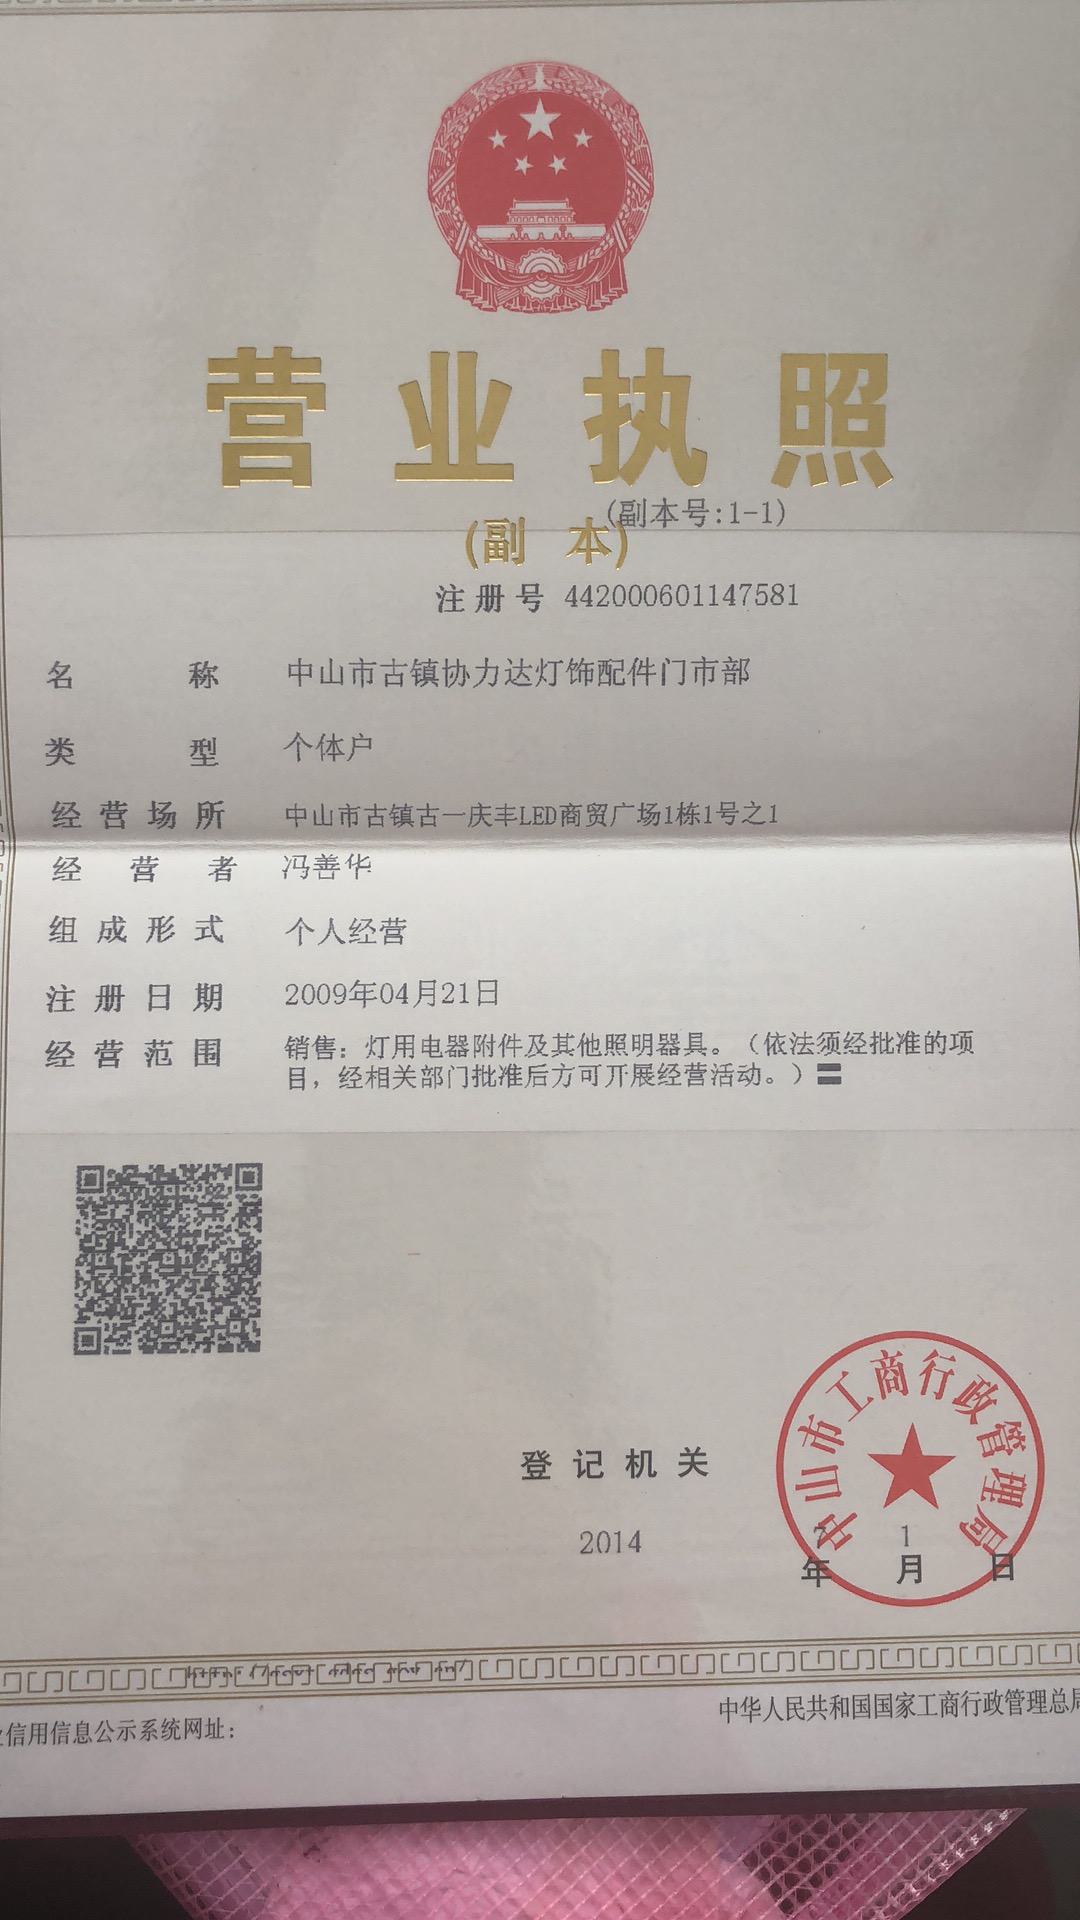 营业执照
(副本号:1-1)
(副 本)
注册号 442000601147581
名称 中山市古镇协力达灯饰配件门市部
类型 个体户
经营场所 中山市古镇古一庆丰LED商贸广场1栋1号之1
经营者 冯善华
组成形式 个人经营
注册日期 2009年04月21日
经营范围 销售：灯用电器附件及其他照明器具。（依法须经批准的项
目，经相关部门批准后方可开展经营活动。）〓
中山市工商行政管理局
登记机关
2014 7 1
年 月 日
信用信息公示系统网址：
中华人民共和国国家工商行政管理总局